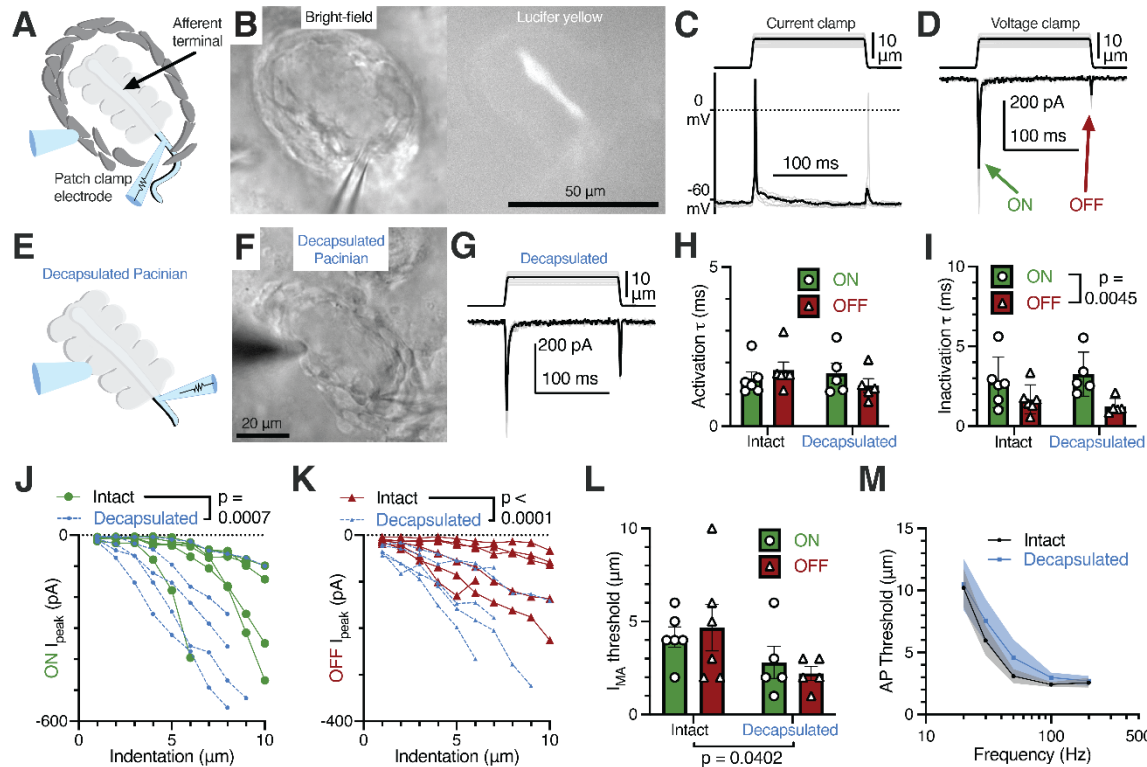 A
Afferent
terminal
Patch clamp
electrode
B
Bright-field
Lucifer yellow
50 µm
C
Current clamp
10
µm
0
mV
100 ms
-60
mV
D
Voltage clamp
10
µm
200 pA
100 ms
ON
OFF
E
Decapsulated Pacinian
F
Decapsulated
Pacinian
20 µm
G
Decapsulated
10
µm
200 pA
100 ms
H
Activation τ (ms)
5
0
ON
OFF
Intact
Decapsulated
I
Inactivation τ (ms)
10
5
0
ON
OFF
p =
0.0045
Intact
Decapsulated
J
Intact
Decapsulated
p =
0.0007
ON Ipeak
(pA)
0
-600
0
5
10
Indentation (µm)
K
Intact
Decapsulated
p <
0.0001
OFF Ipeak
(pA)
0
-400
0
5
10
Indentation (µm)
L
IMA threshold (µm)
10
5
0
ON
OFF
Intact
Decapsulated
p = 0.0402
M
Intact
Decapsulated
AP Threshold (µm)
15
10
5
0
10
100
500
Frequency (Hz)